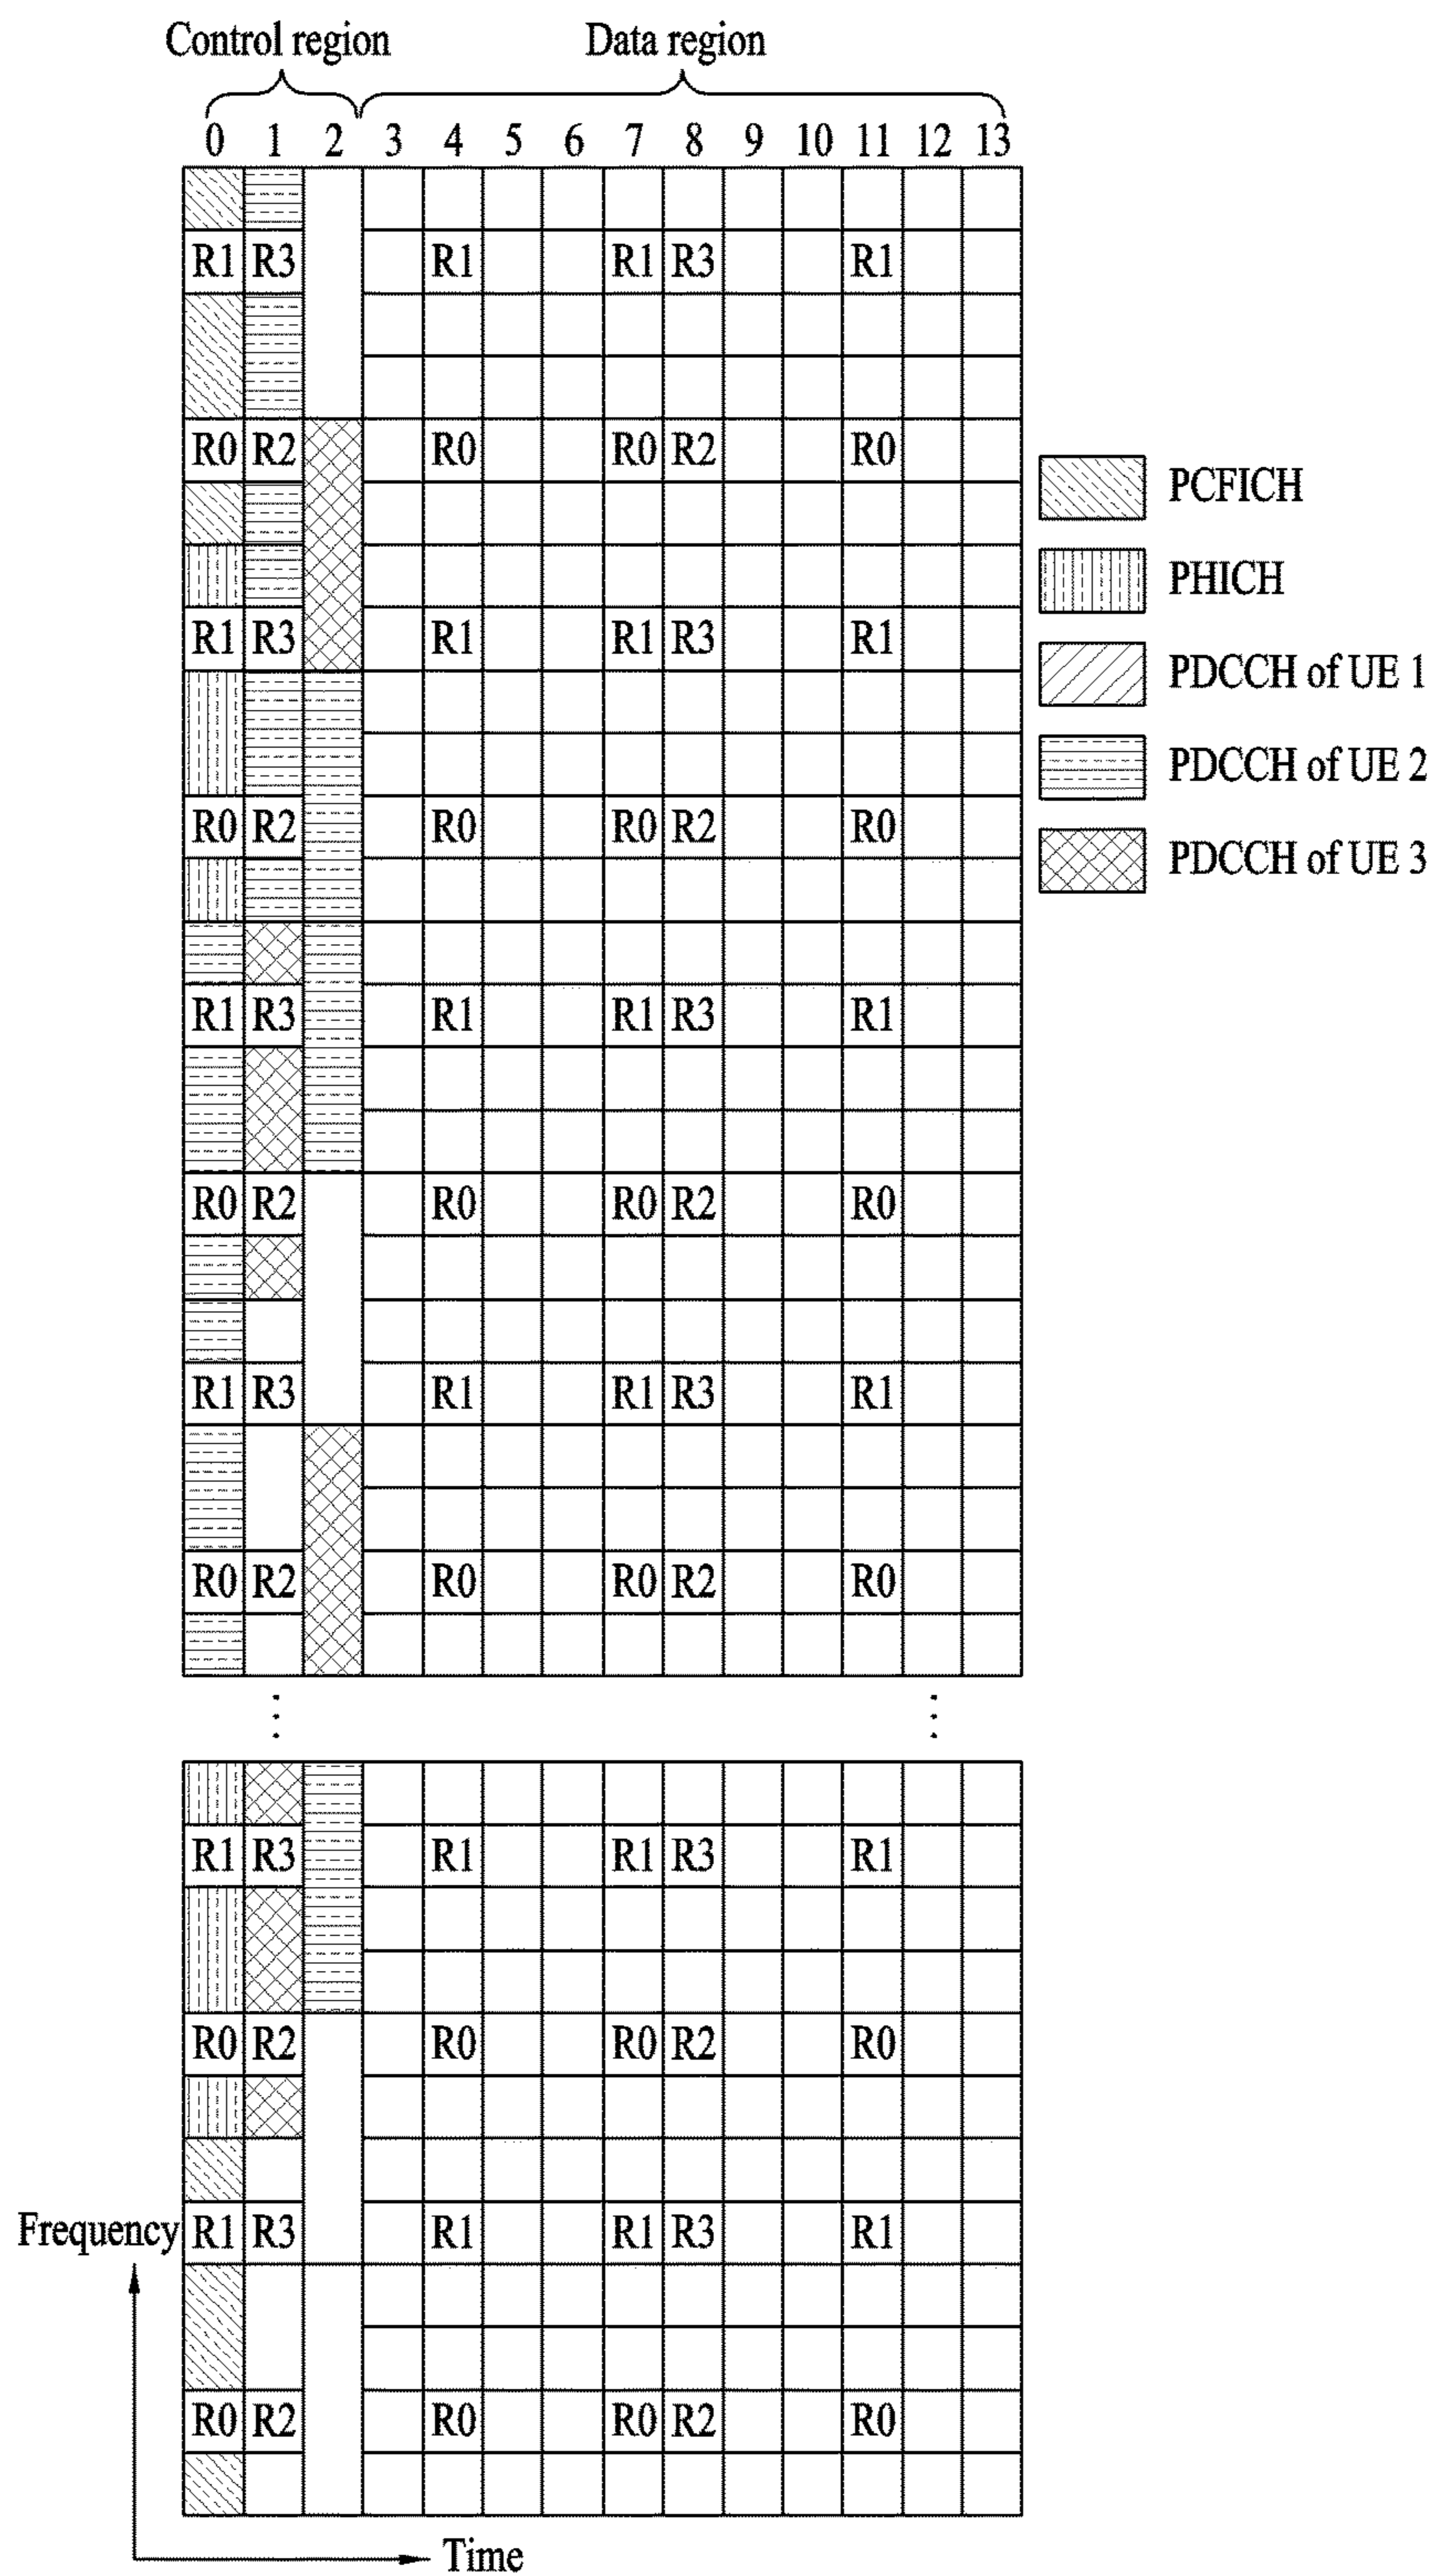 Control region Data region
0 1 2 3 4 5 6 7 8 9 10 11 12 13
R1 R3 R1 R1 R3 R1
R0 R2 R0 R0 R2 R0
PCFICH
PHICH
R1 R3 R1 R1 R3 R1
PDCCH of UE 1
PDCCH of UE 2
R0 R2 R0 R0 R2 R0
PDCCH of UE 3
R1 R3 R1 R1 R3 R1
R0 R2 R0 R0 R2 R0
R1 R3 R1 R1 R3 R1
R0 R2 R0 R0 R2 R0
R1 R3 R1 R1 R3 R1
R0 R2 R0 R0 R2 R0
Frequency R1 R3 R1 R1 R3 R1
R0 R2 R0 R0 R2 R0
Time